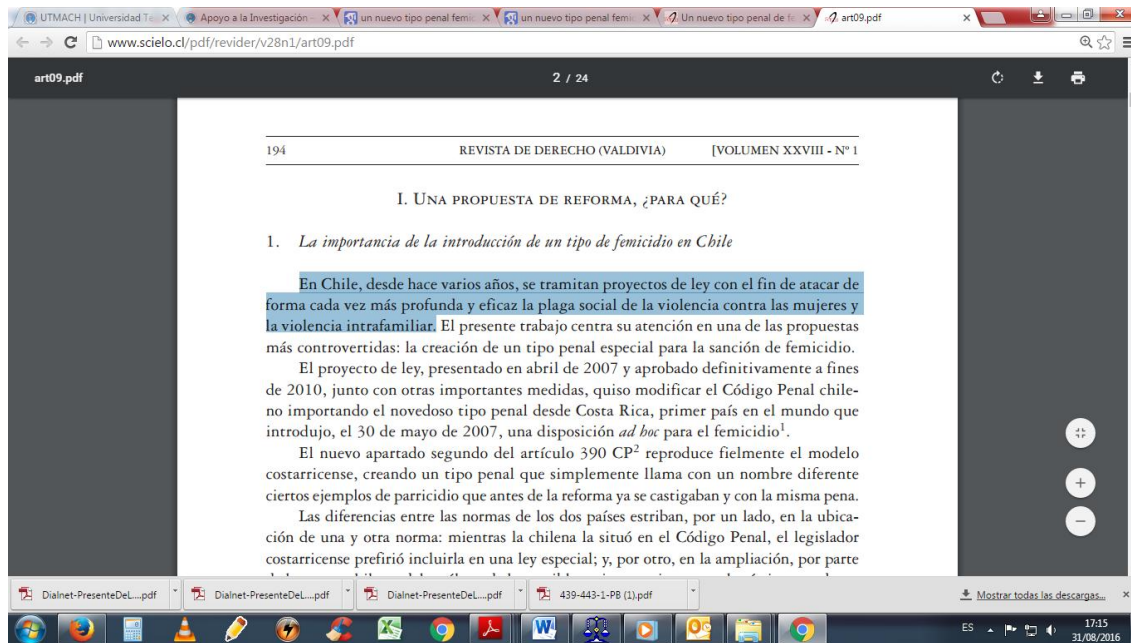 UTMACH | Universidad Te
Apoyo a la Investigación -
un nuevo tipo penal femic
un nuevo tipo penal femic
Un nuevo tipo penal de fe
art09.pdf
www.scielo.cl/pdf/revider/v28n1/art09.pdf
art09.pdf
2 / 24
194 REVISTA DE DERECHO (VALDIVIA) [VOLUMEN XXVIII - Nº 1
I. UNA PROPUESTA DE REFORMA, ¿PARA QUÉ?
1. La importancia de la introducción de un tipo de femicidio en Chile
En Chile, desde hace varios años, se tramitan proyectos de ley con el fin de atacar de
forma cada vez más profunda y eficaz la plaga social de la violencia contra las mujeres y
la violencia intrafamiliar. El presente trabajo centra su atención en una de las propuestas
más controvertidas: la creación de un tipo penal especial para la sanción de femicidio.
El proyecto de ley, presentado en abril de 2007 y aprobado definitivamente a fines
de 2010, junto con otras importantes medidas, quiso modificar el Código Penal chile-
no importando el novedoso tipo penal desde Costa Rica, primer país en el mundo que
introdujo, el 30 de mayo de 2007, una disposición ad hoc para el femicidio1.
El nuevo apartado segundo del artículo 390 CP2 reproduce fielmente el modelo
costarricense, creando un tipo penal que simplemente llama con un nombre diferente
ciertos ejemplos de parricidio que antes de la reforma ya se castigaban y con la misma pena.
Las diferencias entre las normas de los dos países estriban, por un lado, en la ubica-
ción de una y otra norma: mientras la chilena la situó en el Código Penal, el legislador
costarricense prefirió incluirla en una ley especial; y, por otro, en la ampliación, por parte
Dialnet-PresenteDeL....pdf
Dialnet-PresenteDeL....pdf
Dialnet-PresenteDeL....pdf
439-443-1-PB (1).pdf
Mostrar todas las descargas...
ES
17:15
31/08/2016